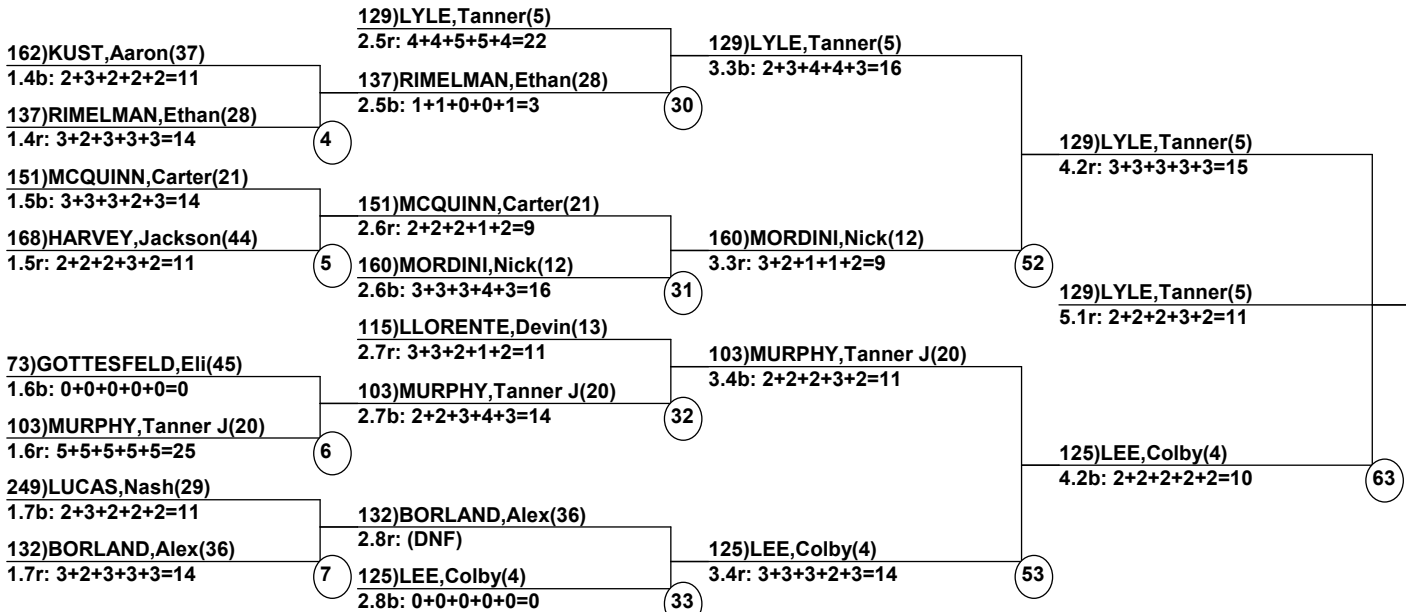 162)KUST,Aaron(37)
1.4b: 2+3+2+2+2=11
137)RIMELMAN,Ethan(28)
1.4r: 3+2+3+3+3=14
4
151)MCQUINN,Carter(21)
1.5b: 3+3+3+2+3=14
168)HARVEY,Jackson(44)
1.5r: 2+2+2+3+2=11
5
73)GOTTESFELD,Eli(45)
1.6b: 0+0+0+0+0=0
103)MURPHY,Tanner J(20)
1.6r: 5+5+5+5+5=25
6
249)LUCAS,Nash(29)
1.7b: 2+3+2+2+2=11
132)BORLAND,Alex(36)
1.7r: 3+2+3+3+3=14
7
129)LYLE,Tanner(5)
2.5r: 4+4+5+5+4=22
137)RIMELMAN,Ethan(28)
2.5b: 1+1+0+0+1=3
30
151)MCQUINN,Carter(21)
2.6r: 2+2+2+1+2=9
160)MORDINI,Nick(12)
2.6b: 3+3+3+4+3=16
31
115)LLORENTE,Devin(13)
2.7r: 3+3+2+1+2=11
103)MURPHY,Tanner J(20)
2.7b: 2+2+3+4+3=14
32
132)BORLAND,Alex(36)
2.8r: (DNF)
125)LEE,Colby(4)
2.8b: 0+0+0+0+0=0
33
129)LYLE,Tanner(5)
3.3b: 2+3+4+4+3=16
160)MORDINI,Nick(12)
3.3r: 3+2+1+1+2=9
52
103)MURPHY,Tanner J(20)
3.4b: 2+2+2+3+2=11
125)LEE,Colby(4)
3.4r: 3+3+3+2+3=14
53
129)LYLE,Tanner(5)
4.2r: 3+3+3+3+3=15
125)LEE,Colby(4)
4.2b: 2+2+2+2+2=10
63
129)LYLE,Tanner(5)
5.1r: 2+2+2+3+2=11